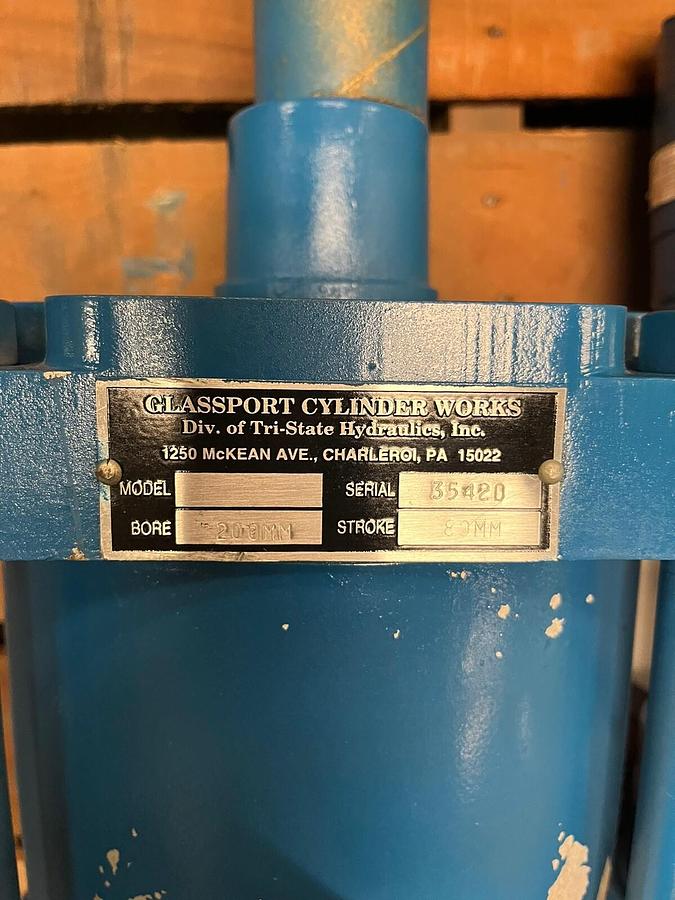 GLASSPORT CYLINDER WORKS
Div. of Tri-State Hydraulics, Inc.
1250 McKEAN AVE., CHARLEROI, PA 15022
MODEL SERIAL 35420
BORE 200MM STROKE 80MM